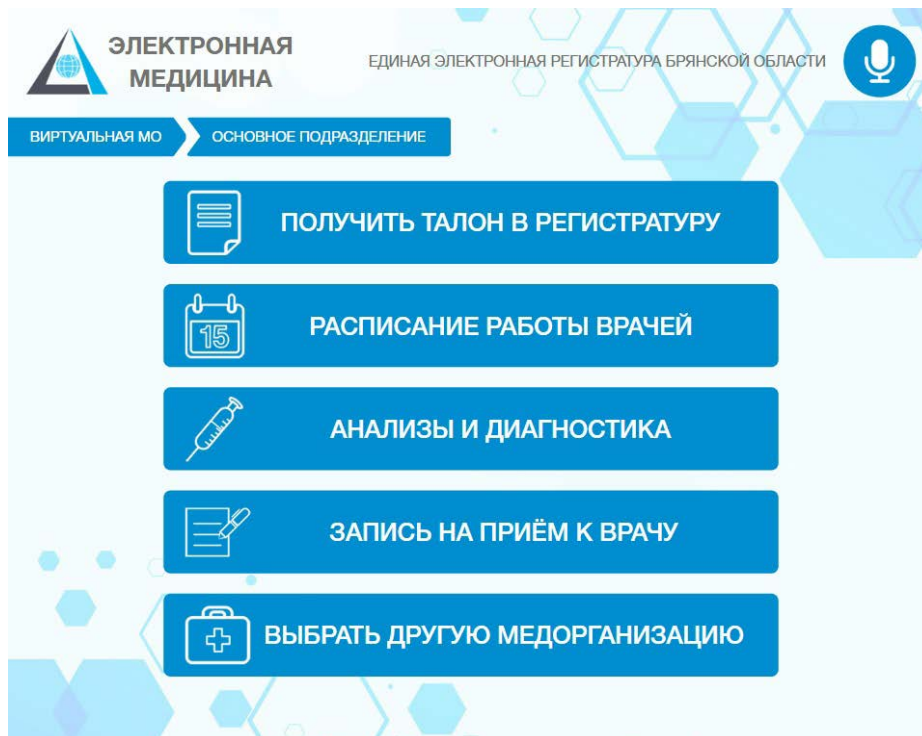 ЭЛЕКТРОННАЯ
МЕДИЦИНА
ЕДИНАЯ ЭЛЕКТРОННАЯ РЕГИСТРАТУРА БРЯНСКОЙ ОБЛАСТИ
ВИРТУАЛЬНАЯ МО
ОСНОВНОЕ ПОДРАЗДЕЛЕНИЕ
ПОЛУЧИТЬ ТАЛОН В РЕГИСТРАТУРУ
15
РАСПИСАНИЕ РАБОТЫ ВРАЧЕЙ
АНАЛИЗЫ И ДИАГНОСТИКА
ЗАПИСЬ НА ПРИЁМ К ВРАЧУ
ВЫБРАТЬ ДРУГУЮ МЕДОРГАНИЗАЦИЮ